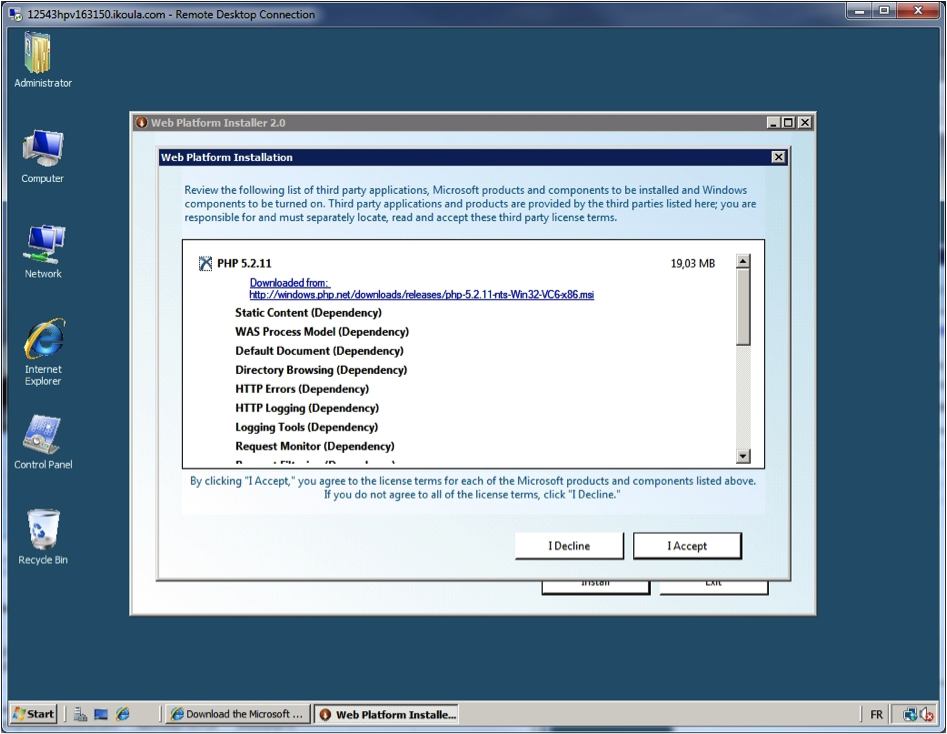 12543hpv163150.ikoula.com - Remote Desktop Connection
Administrator
Computer
Network
Internet
Explorer
Control Panel
Recycle Bin
Web Platform Installer 2.0
Web Platform Installation
Review the following list of third party applications, Microsoft products and components to be installed and Windows
components to be turned on. Third party applications and products are provided by the third parties listed here; you are
responsible for and must separately locate, read and accept these third party license terms.
PHP 5.2.11 19,03 MB
Downloaded from:
http://windows.php.net/downloads/releases/php-5.2.11-nts-Win32-VC6-x86.msi
Static Content (Dependency)
WAS Process Model (Dependency)
Default Document (Dependency)
Directory Browsing (Dependency)
HTTP Errors (Dependency)
HTTP Logging (Dependency)
Logging Tools (Dependency)
Request Monitor (Dependency)
By clicking "I Accept," you agree to the license terms for each of the Microsoft products and components listed above.
If you do not agree to all of the license terms, click "I Decline."
I Decline I Accept
Install Exit
Start Download the Microsoft ... Web Platform Installe... FR